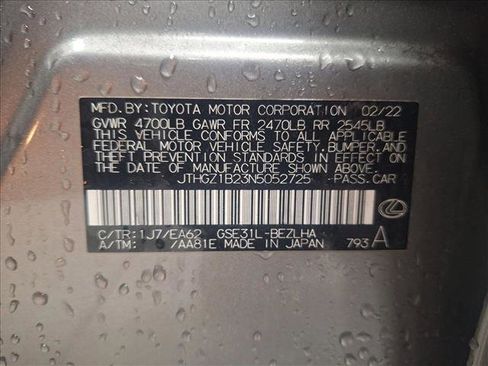 MFD.BY:TOYOTA MOTOR CORPORATION 02/22
GVWR 4700LB GAWR FR 2470LB RR 2545LB
THIS VEHICLE CONFORMS TO ALL APPLICABLE
FEDERAL MOTOR VEHICLE SAFETY,BUMPER,AND
THEFT PREVENTION STANDARDS IN EFFECT ON
THE DATE OF MANUFACTURE SHOWN ABOVE.
JTHGZ1B23N5052725 PASS.CAR
C/TR:1J7/EA62 GSE31L-BEZLHA
A/TM: /AA81E MADE IN JAPAN 793 A